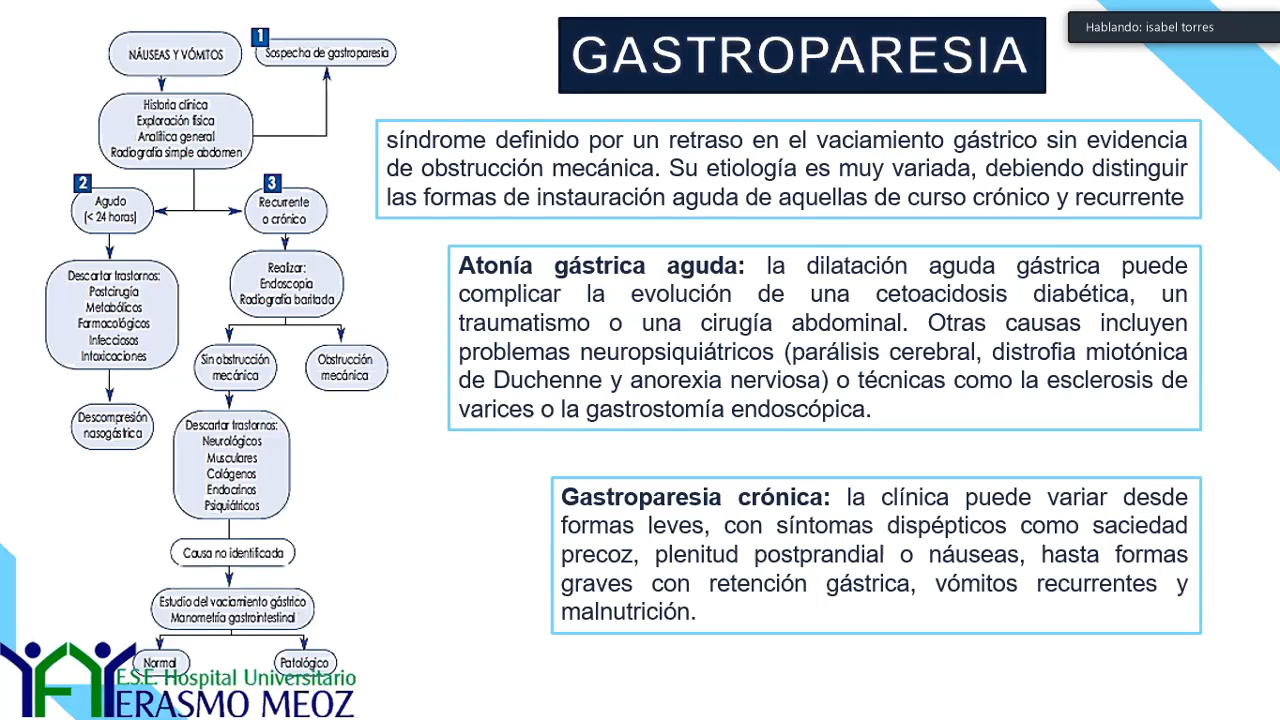 Hablando: isabel torres
GASTROPARESIA
1
NÁUSEAS Y VÓMITOS
Sospecha de gastroparesia
Historia clínica
Exploración física
Analítica general
Radiografía simple abdomen
2
Agudo
(< 24 horas)
3
Recurrente
o crónico
Descartar trastornos:
Postcirugía
Metabólicos
Farmacológicos
Infecciosos
Intoxicaciones
Descompresión
nasogástrica
Realizar:
Endoscopia
Radiografía baritada
Sin obstrucción
mecánica
Obstrucción
mecánica
Descartar trastornos:
Neurológicos
Musculares
Colágenos
Endocrinos
Psiquiátricos
Causa no identificada
Estudio del vaciamiento gástrico
Manometría gastrointestinal
Normal
Patológico
síndrome definido por un retraso en el vaciamiento gástrico sin evidencia
de obstrucción mecánica. Su etiología es muy variada, debiendo distinguir
las formas de instauración aguda de aquellas de curso crónico y recurrente
Atonía gástrica aguda: la dilatación aguda gástrica puede
complicar la evolución de una cetoacidosis diabética, un
traumatismo o una cirugía abdominal. Otras causas incluyen
problemas neuropsiquiátricos (parálisis cerebral, distrofia miotónica
de Duchenne y anorexia nerviosa) o técnicas como la esclerosis de
varices o la gastrostomía endoscópica.
Gastroparesia crónica: la clínica puede variar desde
formas leves, con síntomas dispépticos como saciedad
precoz, plenitud postprandial o náuseas, hasta formas
graves con retención gástrica, vómitos recurrentes y
malnutrición.
E.S.E. Hospital Universitario
ERASMO MEOZ